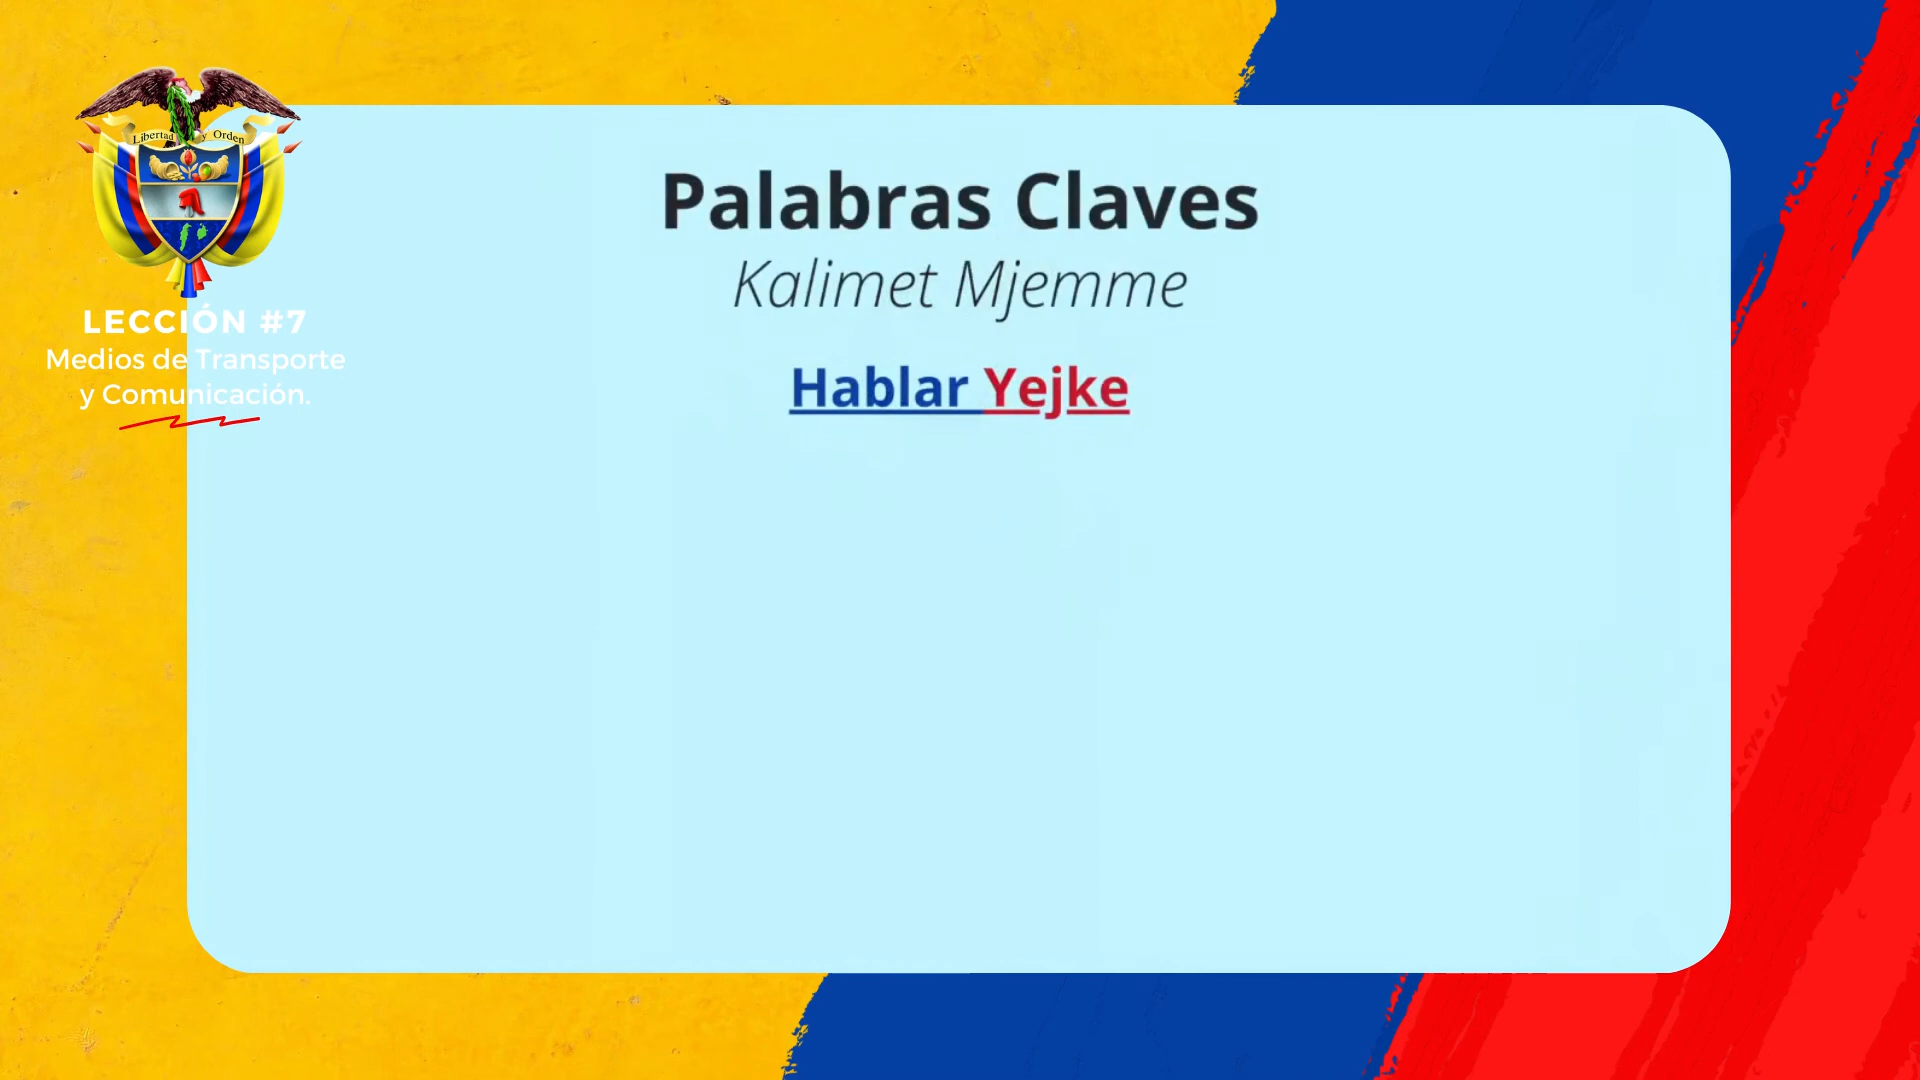 Libertad y Orden
LECCIÓN #7
Medios de Transporte
y Comunicación.
Palabras Claves
Kalimet Mjemme
Hablar Yejke